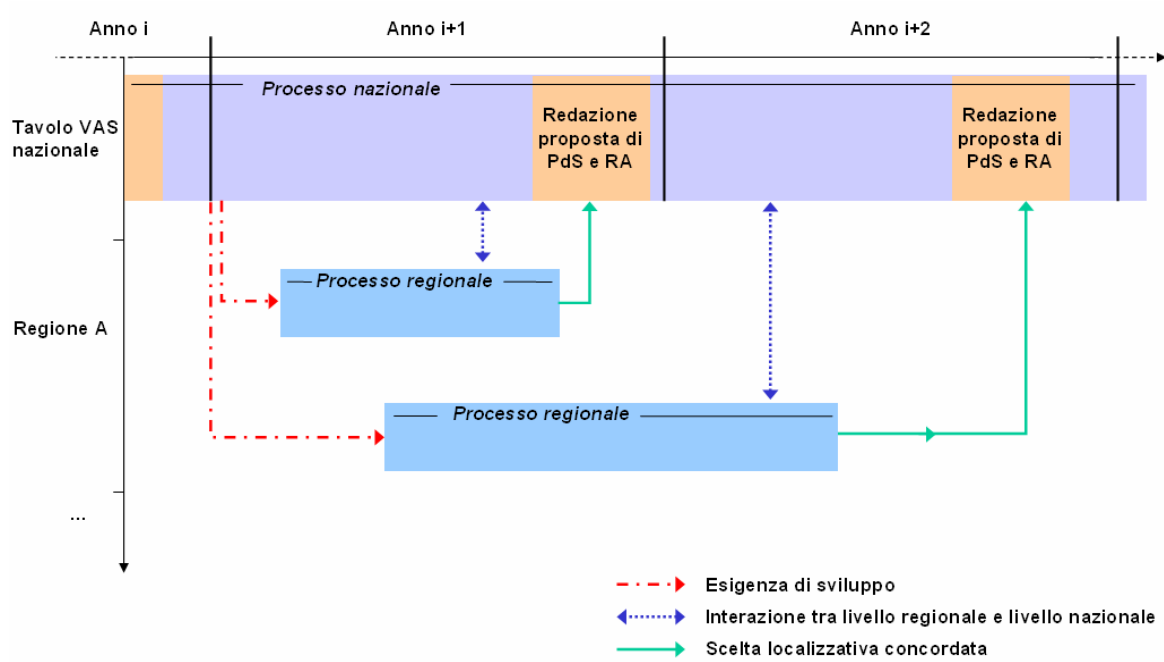 Anno i
Anno i+1
Anno i+2
Processo nazionale
Tavolo VAS
nazionale
Redazione
proposta di
PdS e RA
Redazione
proposta di
PdS e RA
Processo regionale
Regione A
Processo regionale
...
Esigenza di sviluppo
Interazione tra livello regionale e livello nazionale
Scelta localizzativa concordata